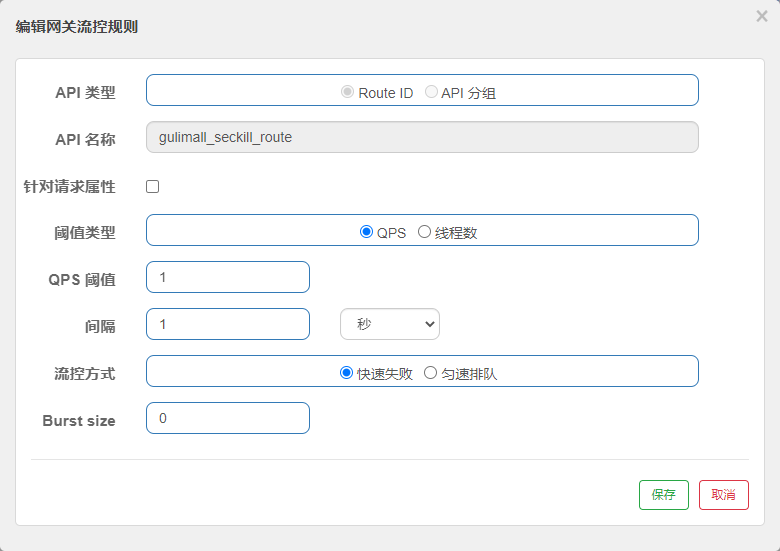 编辑网关流控规则 ×
API 类型 Route ID API 分组
API 名称 gulimall_seckill_route
针对请求属性
阈值类型 QPS 线程数
QPS 阈值 1
间隔 1 秒
流控方式 快速失败 匀速排队
Burst size 0
保存 取消